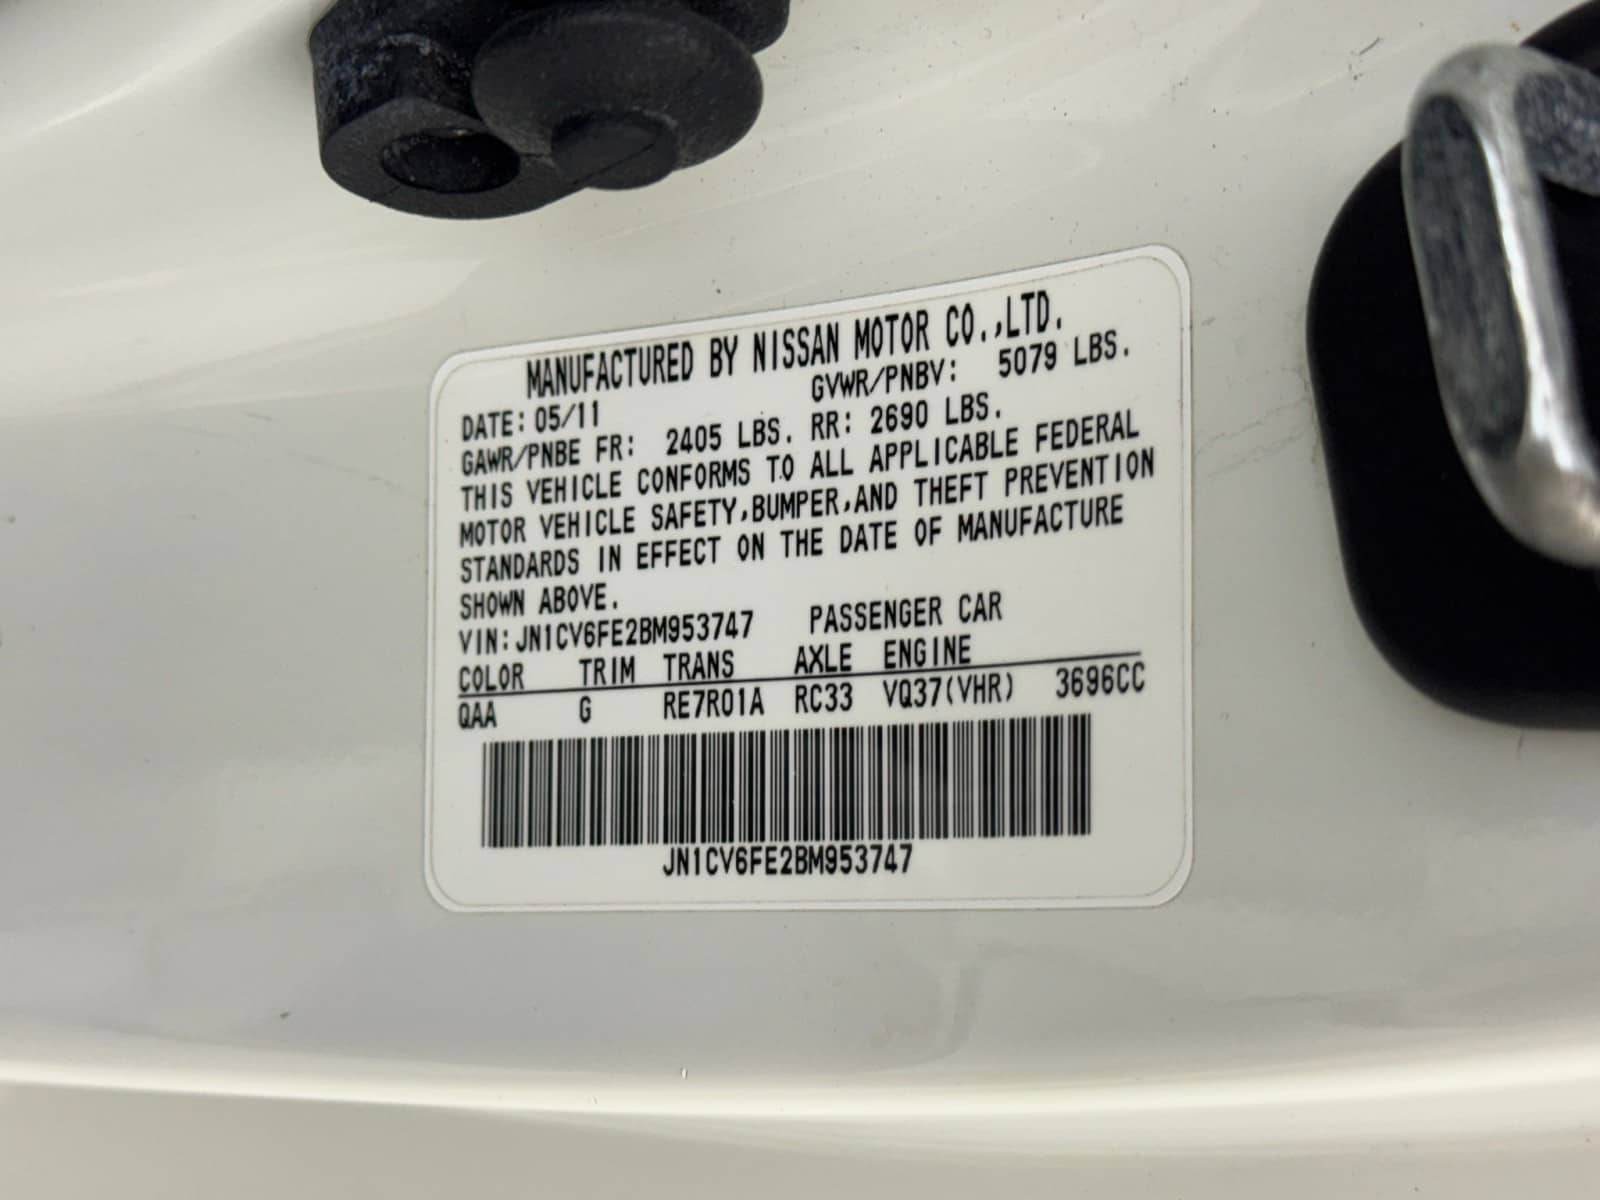 MANUFACTURED BY NISSAN MOTOR CO.,LTD.
DATE: 05/11 GVWR/PNBV: 5079 LBS.
GAWR/PNBE FR: 2405 LBS. RR: 2690 LBS.
THIS VEHICLE CONFORMS TO ALL APPLICABLE FEDERAL
MOTOR VEHICLE SAFETY,BUMPER,AND THEFT PREVENTION
STANDARDS IN EFFECT ON THE DATE OF MANUFACTURE
SHOWN ABOVE.
VIN:JN1CV6FE2BM953747 PASSENGER CAR
COLOR TRIM TRANS AXLE ENGINE
QAA G RE7R01A RC33 VQ37(VHR) 3696CC
JN1CV6FE2BM953747